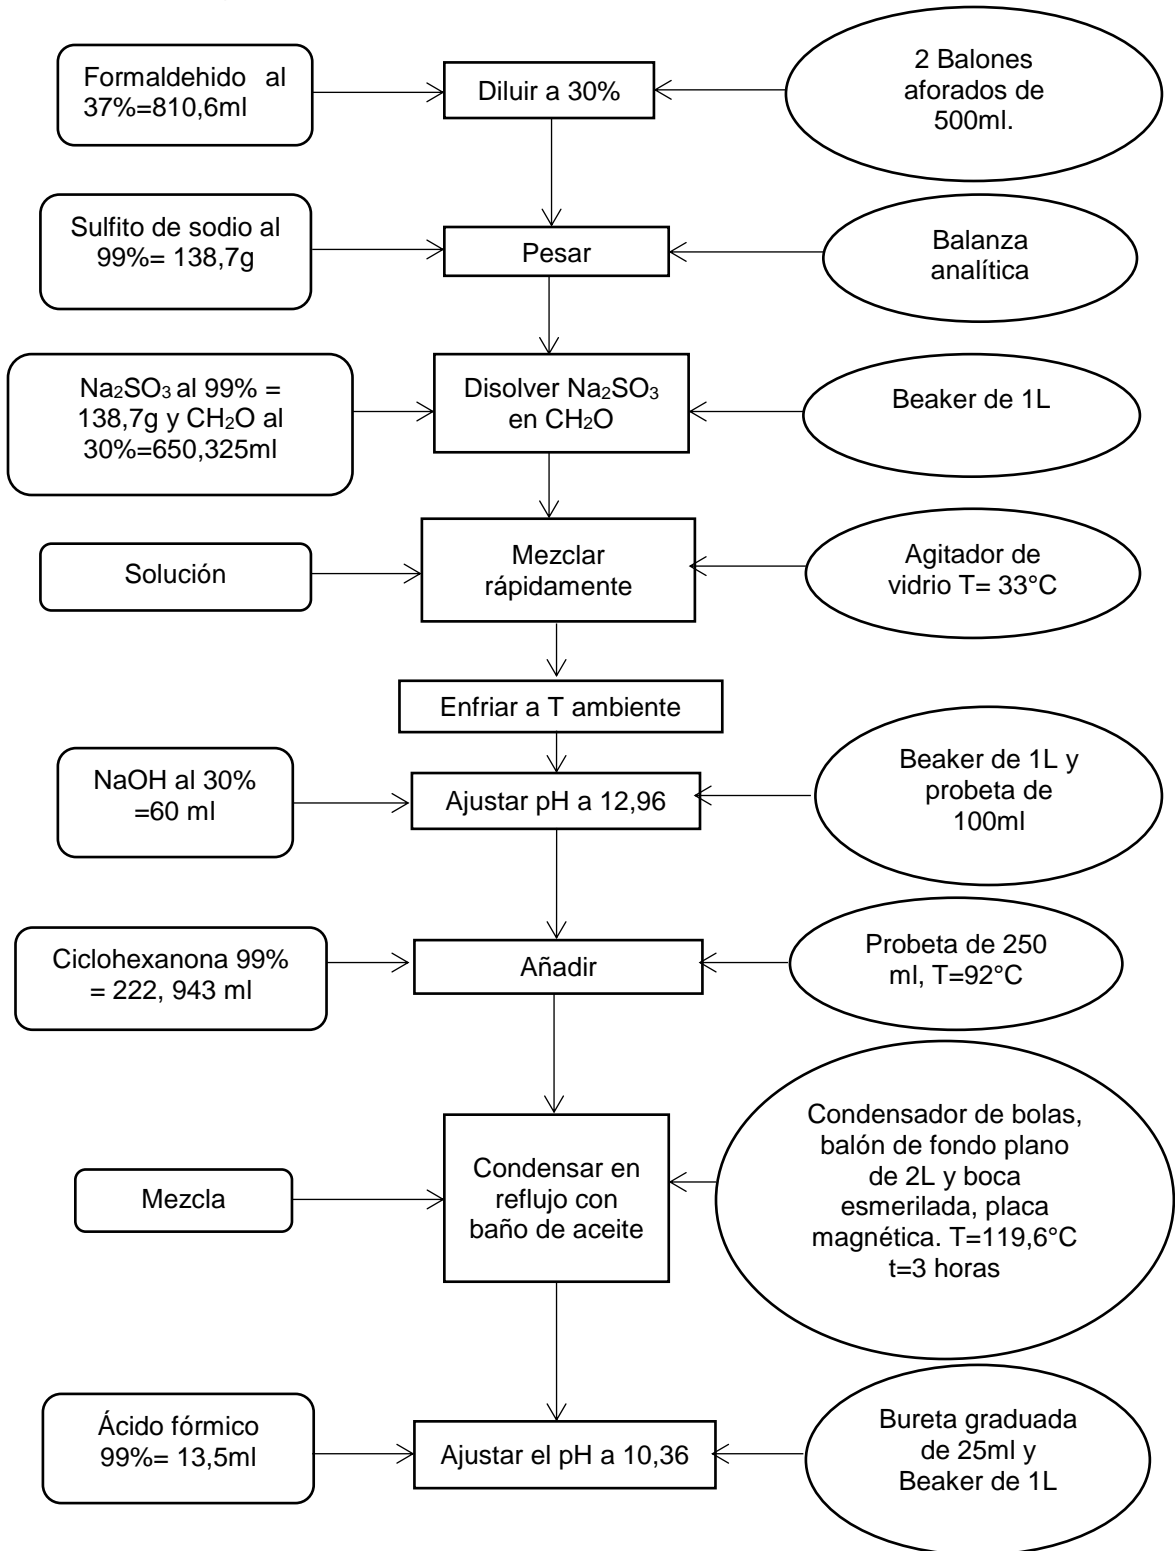 Formaldehido al
37%=810,6ml
Diluir a 30%
2 Balones
aforados de
500ml.
Sulfito de sodio al
99%= 138,7g
Pesar
Balanza
analítica
Na₂SO₃ al 99% =
138,7g y CH₂O al
30%=650,325ml
Disolver Na₂SO₃
en CH₂O
Beaker de 1L
Solución
Mezclar
rápidamente
Agitador de
vidrio T= 33°C
Enfriar a T ambiente
NaOH al 30%
=60 ml
Ajustar pH a 12,96
Beaker de 1L y
probeta de
100ml
Ciclohexanona 99%
= 222, 943 ml
Añadir
Probeta de 250
ml, T=92°C
Mezcla
Condensar en
reflujo con
baño de aceite
Condensador de bolas,
balón de fondo plano
de 2L y boca
esmerilada, placa
magnética. T=119,6°C
t=3 horas
Ácido fórmico
99%= 13,5ml
Ajustar el pH a 10,36
Bureta graduada
de 25ml y
Beaker de 1L